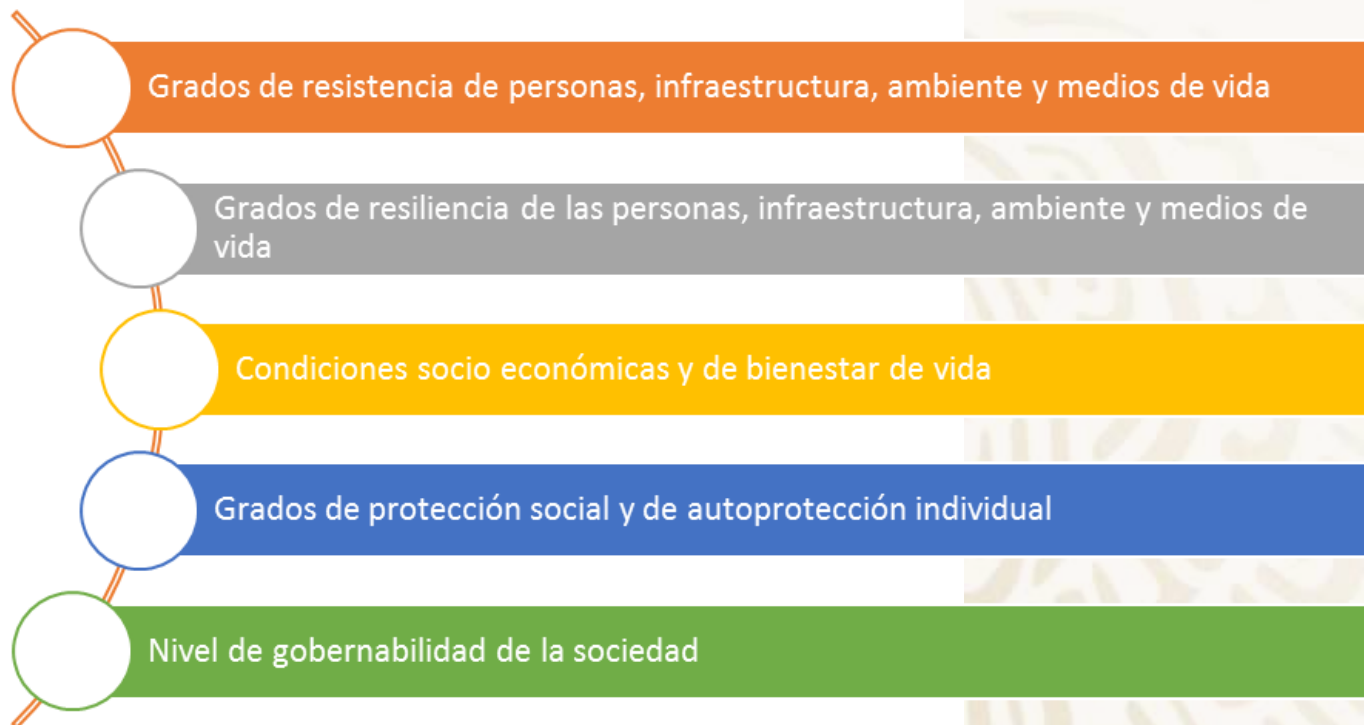 Grados de resistencia de personas, infraestructura, ambiente y medios de vida
Grados de resiliencia de las personas, infraestructura, ambiente y medios de
vida
Condiciones socio económicas y de bienestar de vida
Grados de protección social y de autoprotección individual
Nivel de gobernabilidad de la sociedad